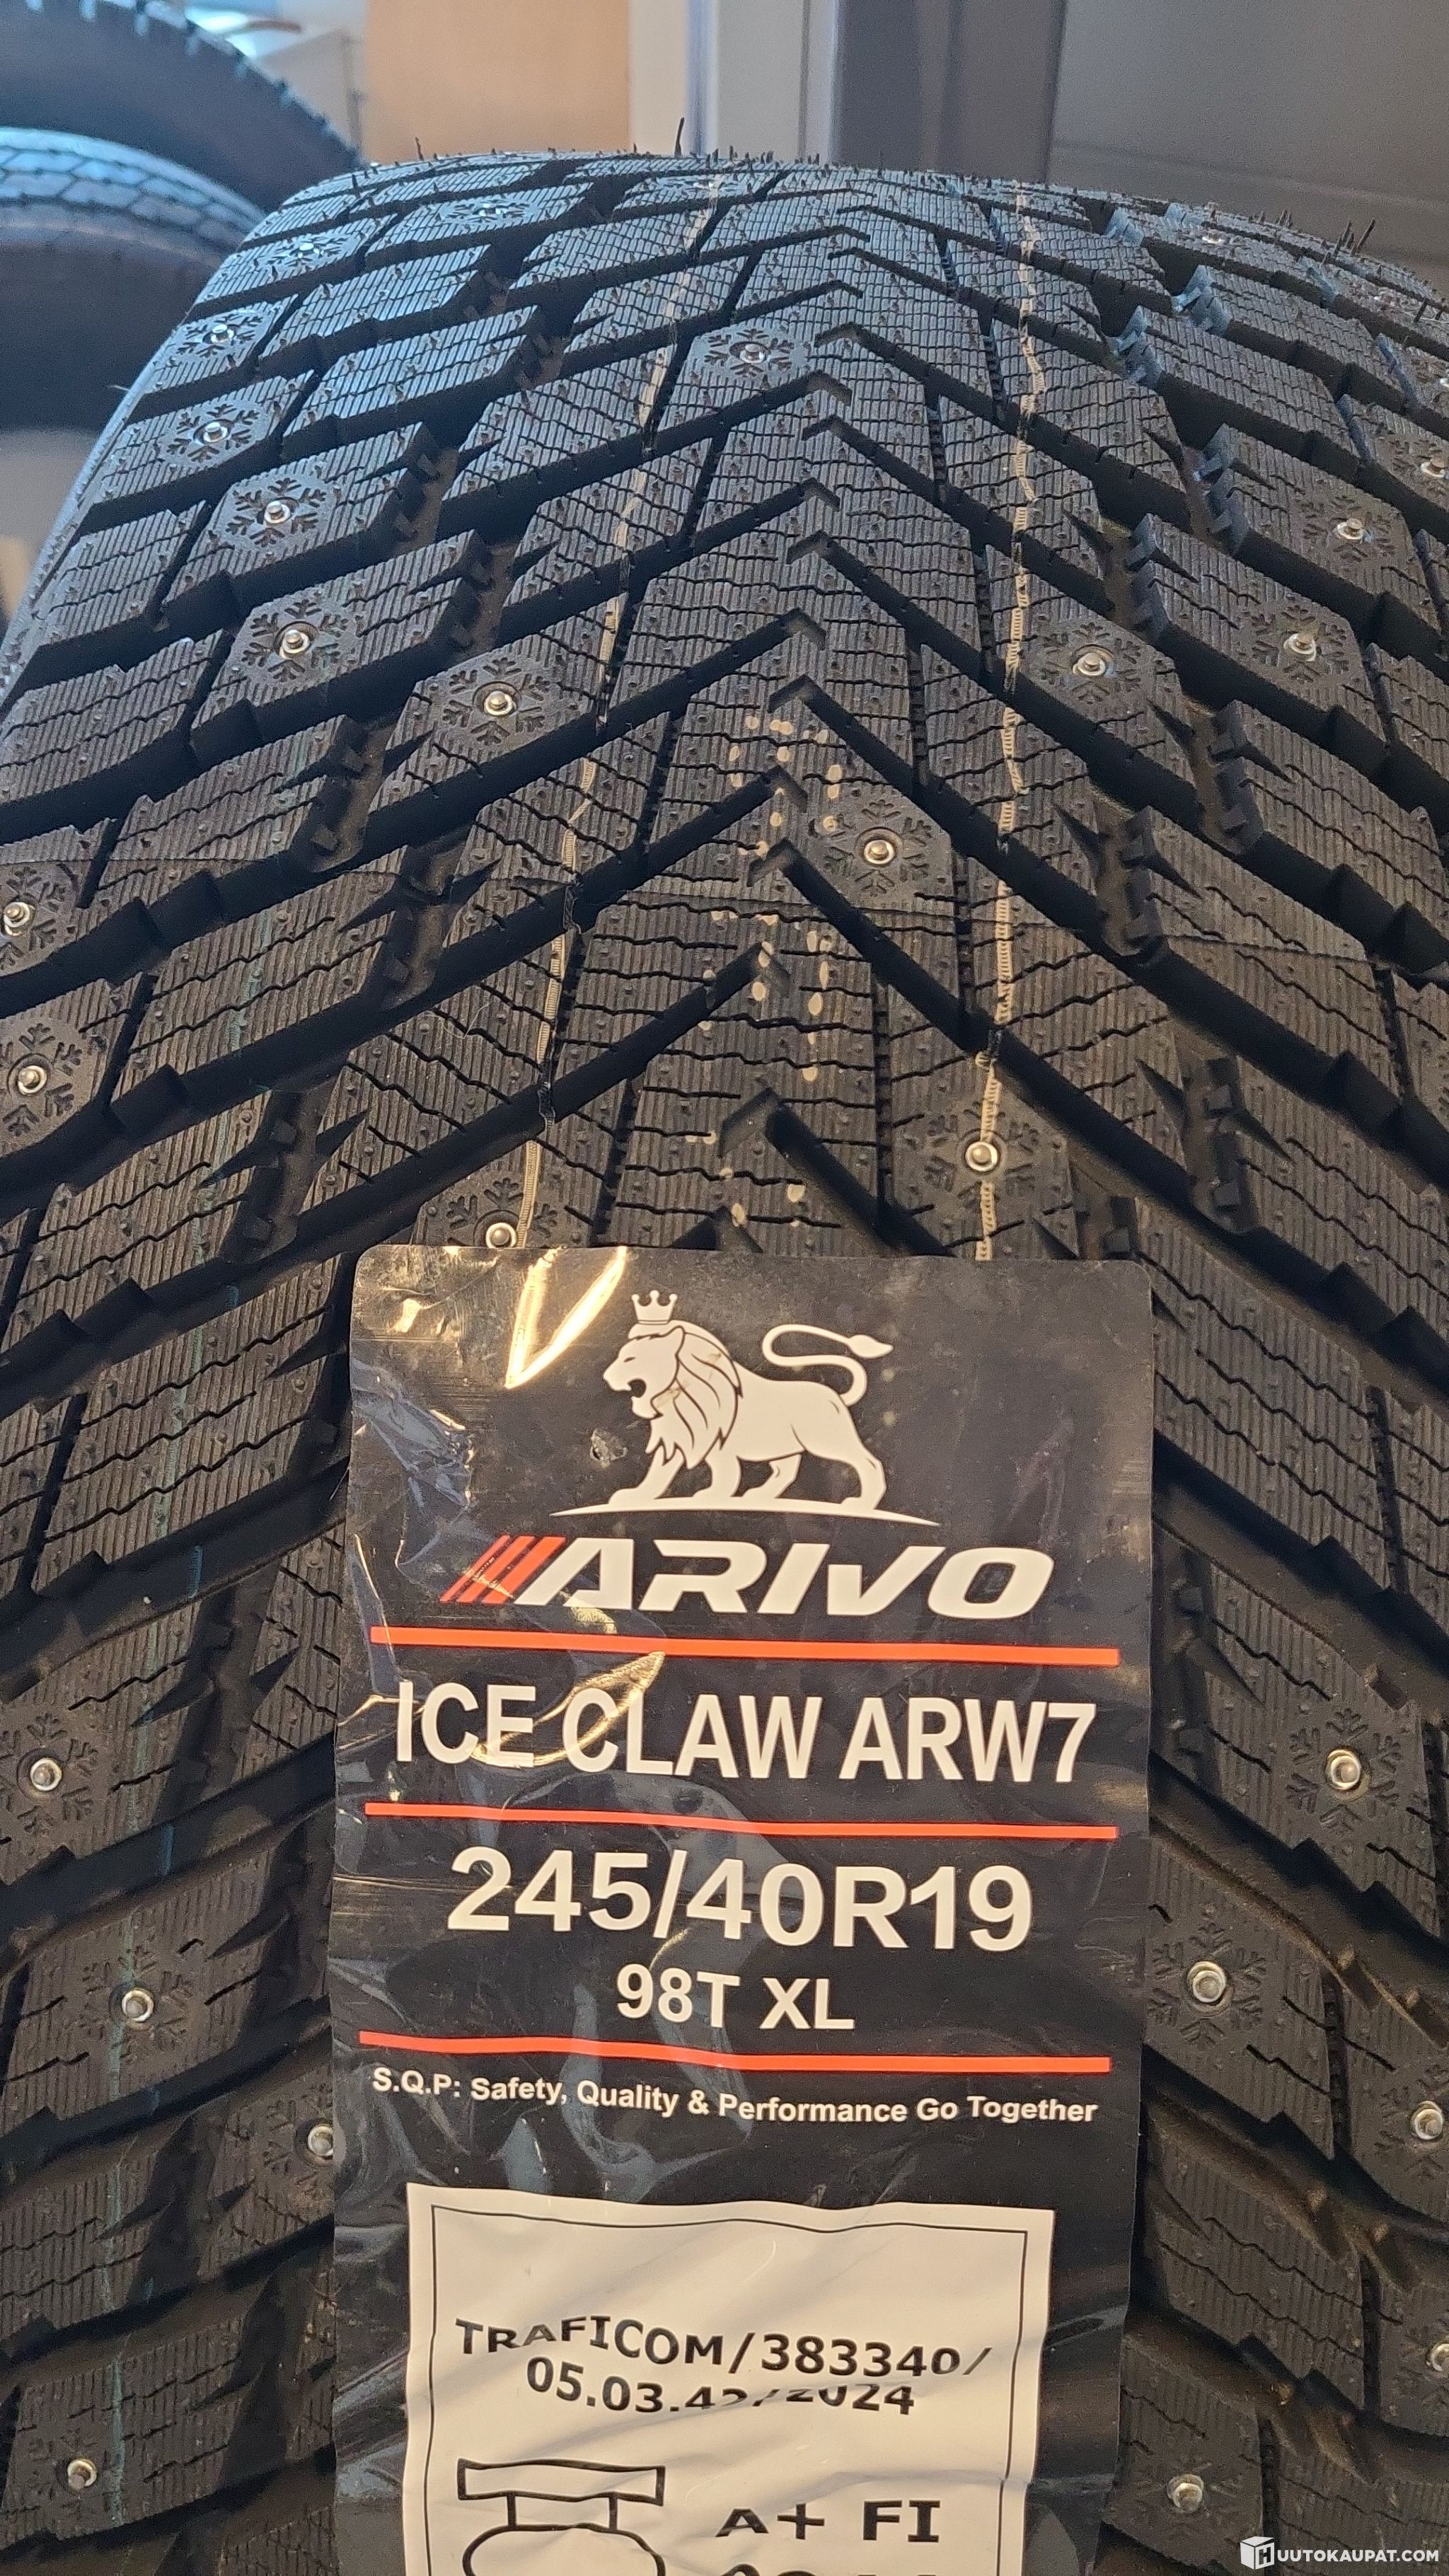 ARIVO
ICE CLAW ARW7
245/40R19
98T XL
S.Q.P: Safety, Quality & Performance Go Together
TRAFICOM/383340/
A+ FI
HUUTOKAUPAT.COM